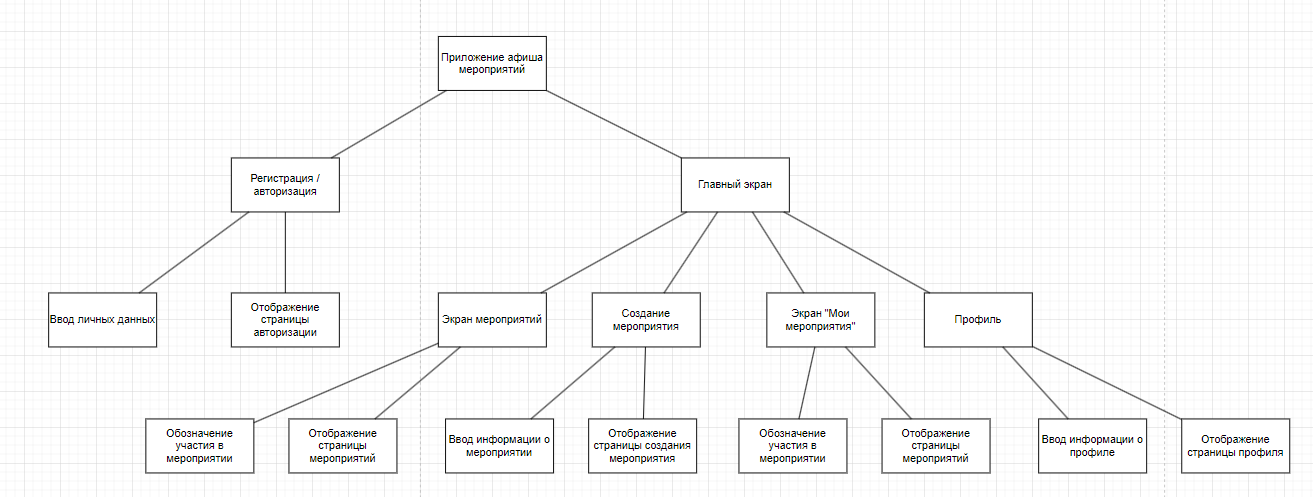 Приложение афиша
мероприятий
Регистрация /
авторизация
Главный экран
Ввод личных данных
Отображение
страницы
авторизации
Экран мероприятий
Создание
мероприятия
Экран "Мои
мероприятия"
Профиль
Обозначение
участия в
мероприятии
Отображение
страницы
мероприятий
Ввод информации о
мероприятии
Отображение
страницы создания
мероприятия
Обозначение
участия в
мероприятии
Отображение
страницы
мероприятий
Ввод информации о
профиле
Отображение
страницы профиля